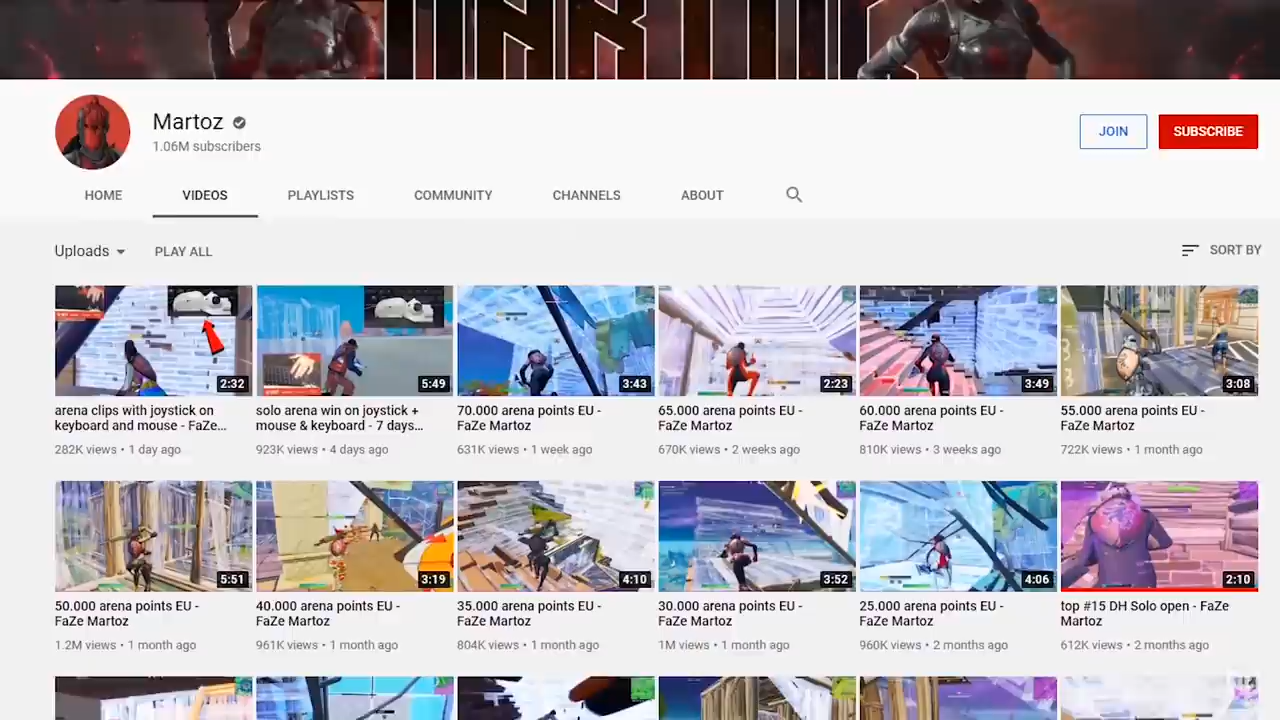 Martoz
1.06M subscribers
JOIN
SUBSCRIBE
HOME
VIDEOS
PLAYLISTS
COMMUNITY
CHANNELS
ABOUT
Uploads
PLAY ALL
SORT BY
2:32
5:49
3:43
2:23
3:49
3:08
arena clips with joystick on
keyboard and mouse - FaZe...
282K views • 1 day ago
solo arena win on joystick +
mouse & keyboard - 7 days...
923K views • 4 days ago
70.000 arena points EU -
FaZe Martoz
631K views • 1 week ago
65.000 arena points EU -
FaZe Martoz
670K views • 2 weeks ago
60.000 arena points EU -
FaZe Martoz
810K views • 3 weeks ago
55.000 arena points EU -
FaZe Martoz
722K views • 1 month ago
5:51
3:19
4:10
3:52
4:06
2:10
50.000 arena points EU -
FaZe Martoz
1.2M views • 1 month ago
40.000 arena points EU -
FaZe Martoz
961K views • 1 month ago
35.000 arena points EU -
FaZe Martoz
804K views • 1 month ago
30.000 arena points EU -
FaZe Martoz
1M views • 1 month ago
25.000 arena points EU -
FaZe Martoz
960K views • 2 months ago
top #15 DH Solo open - FaZe
Martoz
612K views • 2 months ago